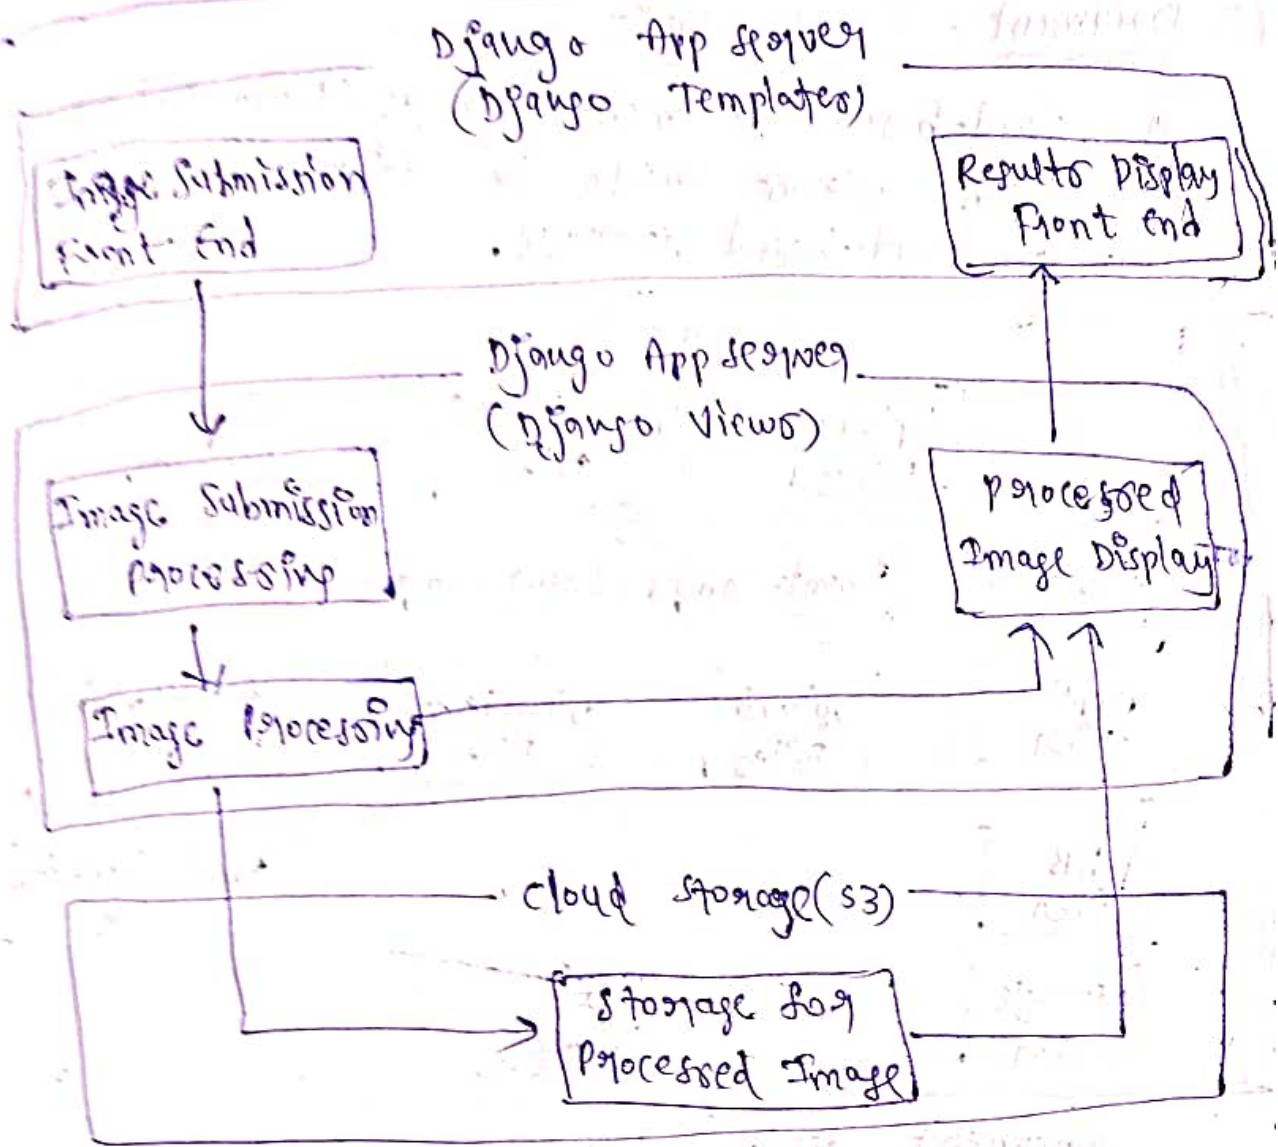 Django App server
(Django Templates)
Image Submission
Front End
Results Display
Front End
Django App server
(Django Views)
Image Submission
Processing
Processed
Image Display
Image Processing
Cloud Storage(S3)
Storage for
Processed Image